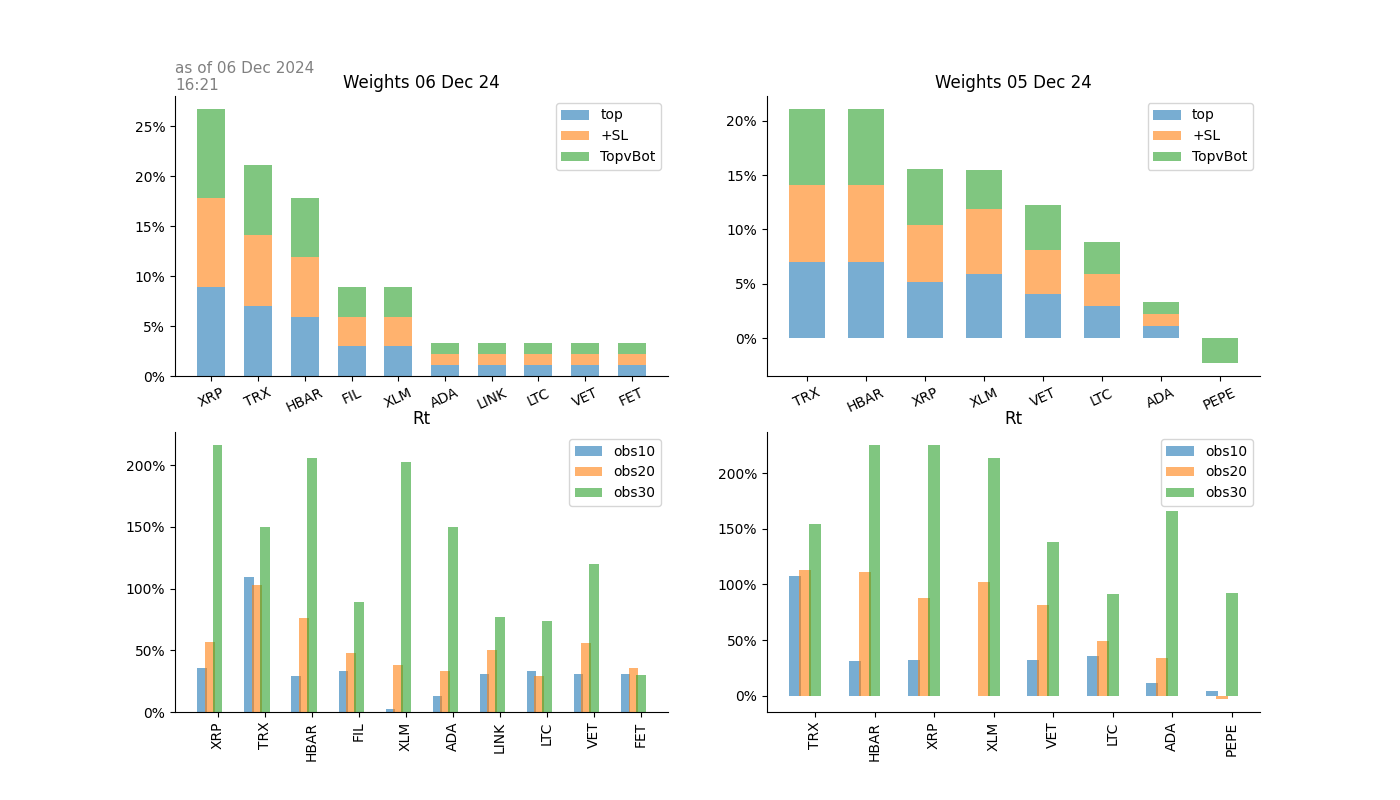 as of 06 Dec 2024
16:21
Weights 06 Dec 24
25%
20%
15%
10%
5%
0%
top
+SL
TopvBot
XRP TRX HBAR FIL XLM ADA LINK LTC VET FET
Weights 05 Dec 24
20%
15%
10%
5%
0%
top
+SL
TopvBot
TRX HBAR XRP XLM VET LTC ADA PEPE
Rt
200%
150%
100%
50%
0%
obs10
obs20
obs30
XRP TRX HBAR FIL XLM ADA LINK LTC VET FET
Rt
200%
150%
100%
50%
0%
obs10
obs20
obs30
TRX HBAR XRP XLM VET LTC ADA PEPE